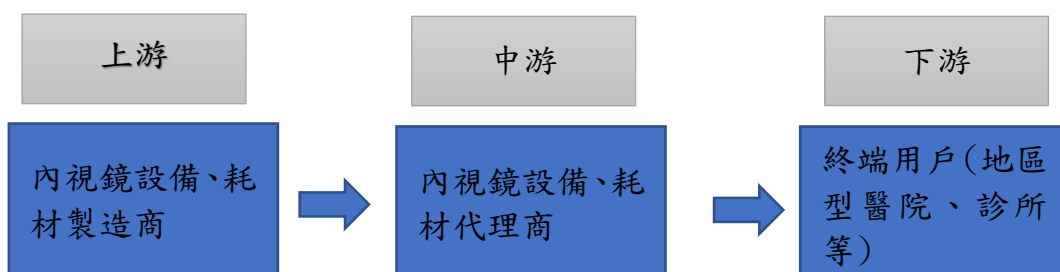 上游
中游
下游
內視鏡設備、耗
材製造商
內視鏡設備、耗
材代理商
終端用戶(地區
型醫院、診所
等)